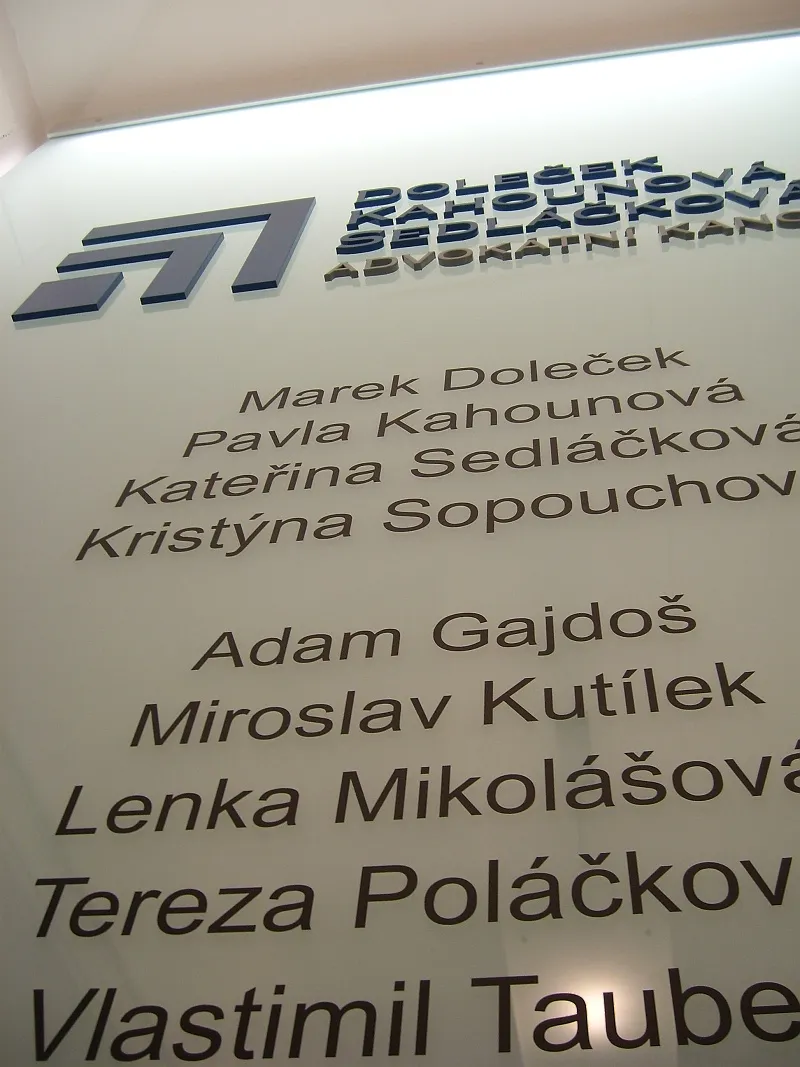 DOLEČEK
KAHOUNOVÁ
SEDLÁČKOVÁ
ADVOKÁTNÍ KANC
Marek Doleček
Pavla Kahounová
Kateřina Sedláčková
Kristýna Sopouchov
Adam Gajdoš
Miroslav Kutílek
Lenka Mikolášová
Tereza Poláčkov
Vlastimil Taube